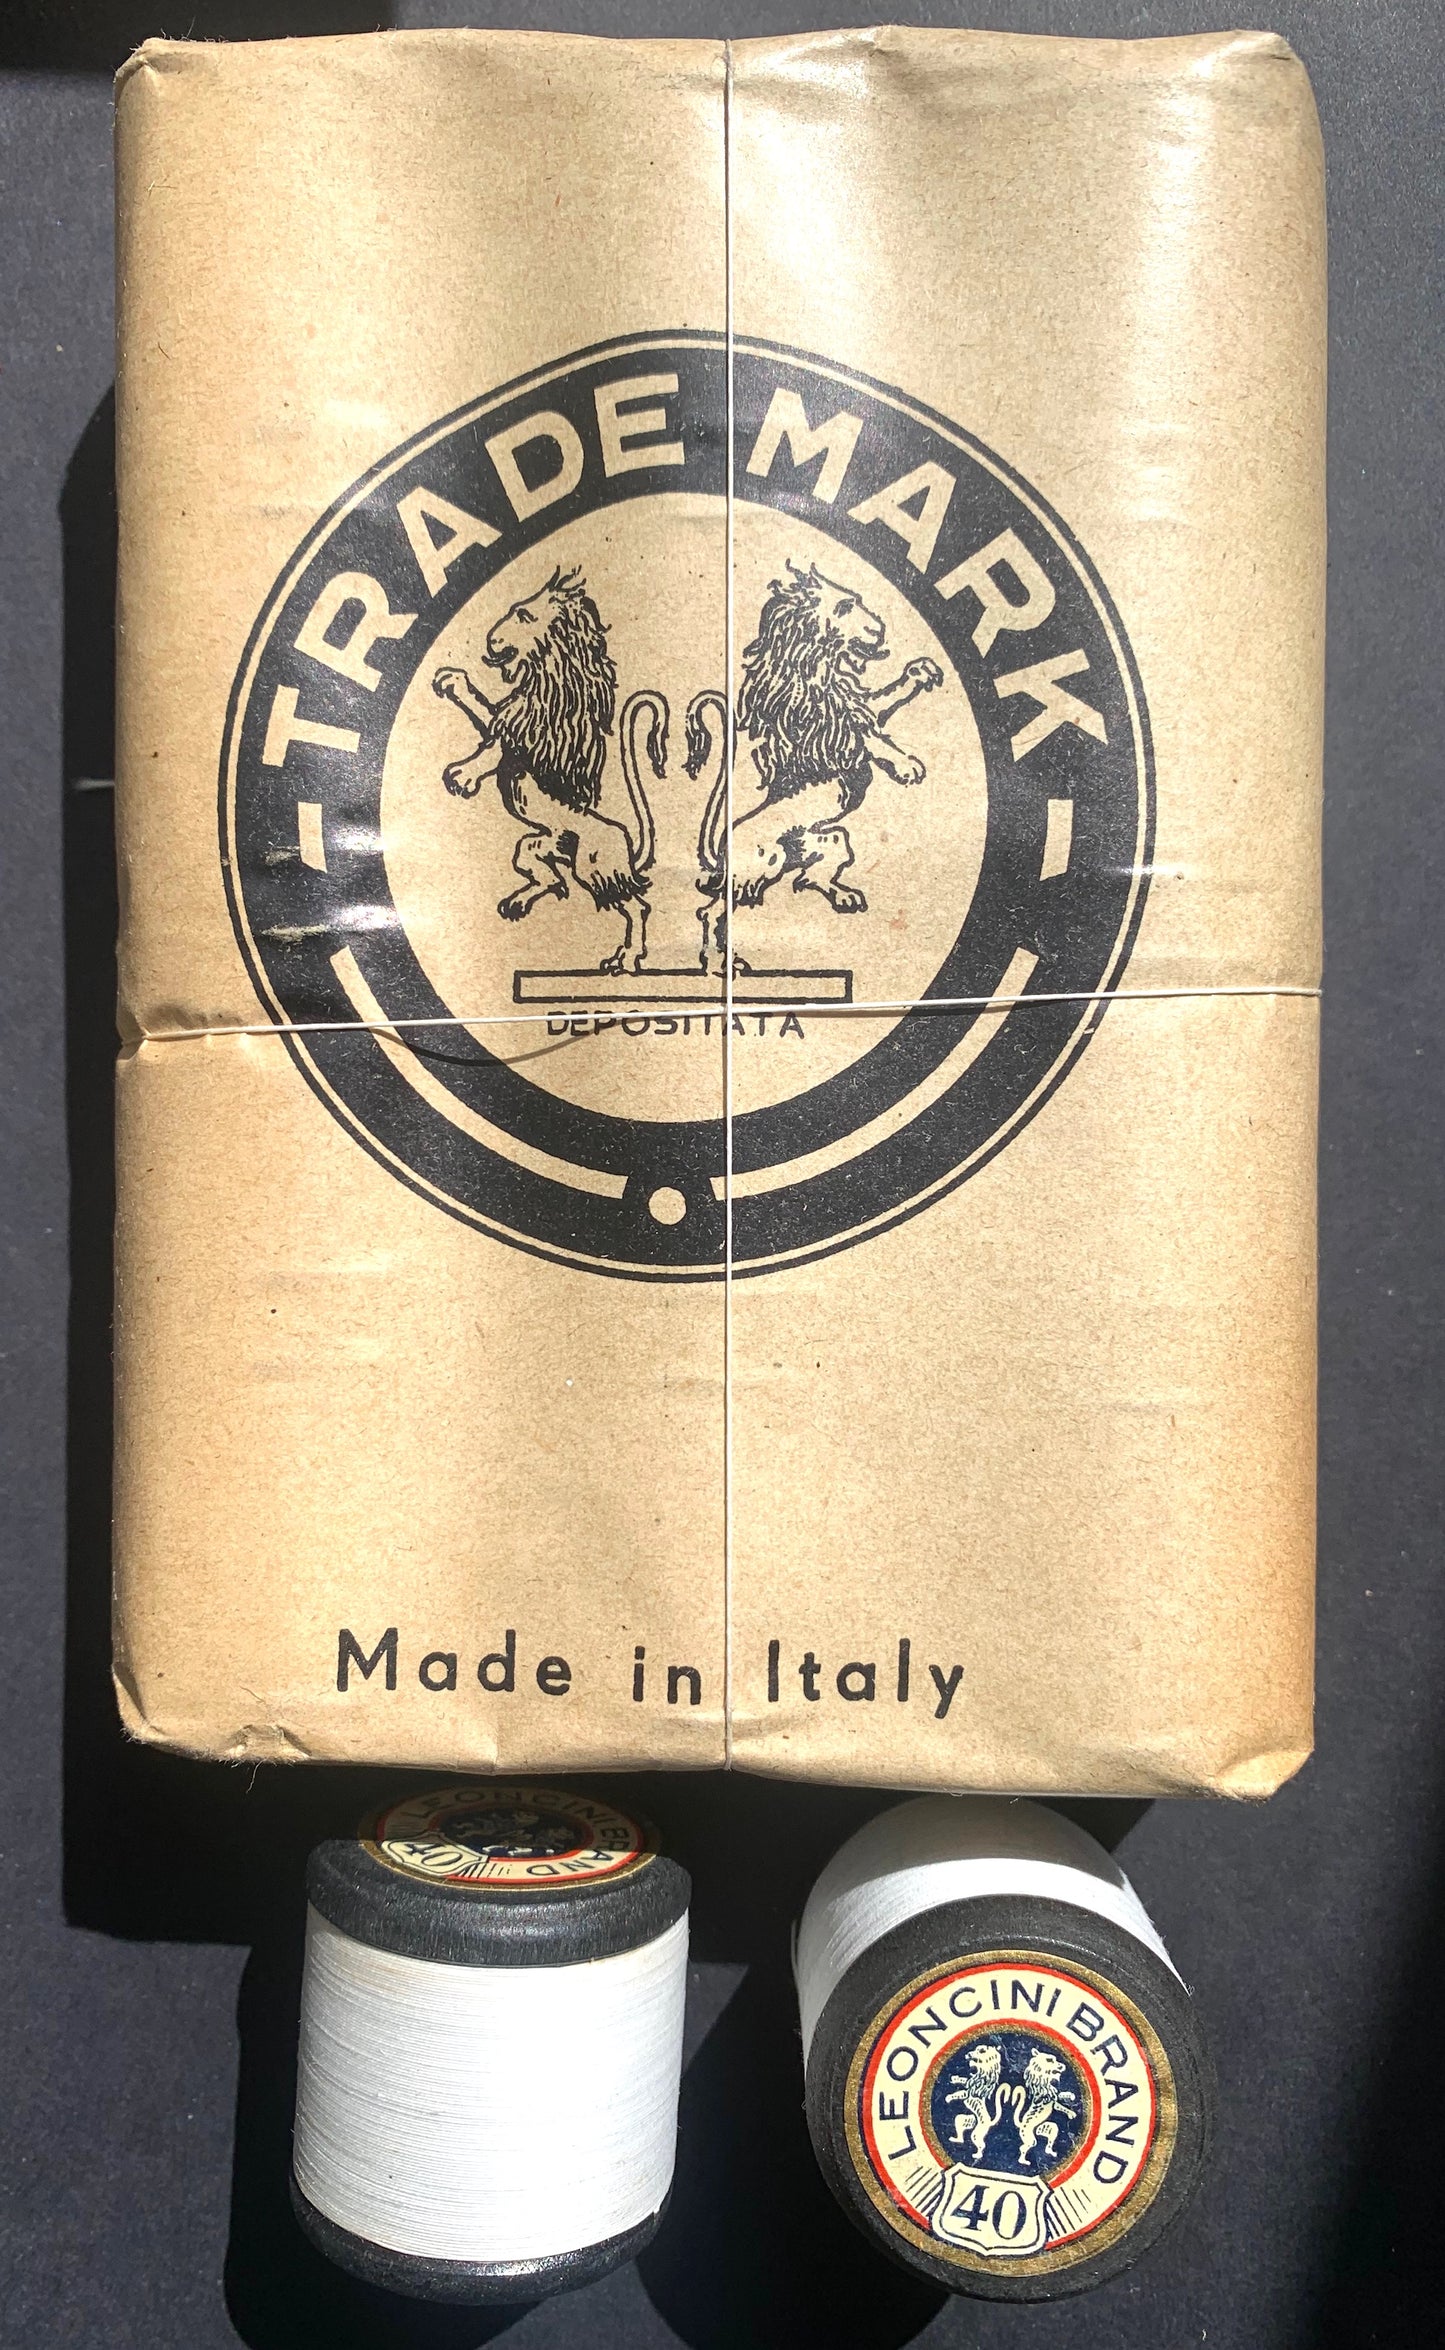 TRADE MARK
DEPOSITATA
Made in Italy
LEONCINI BRAND
40
LEONCINI BRAND
40